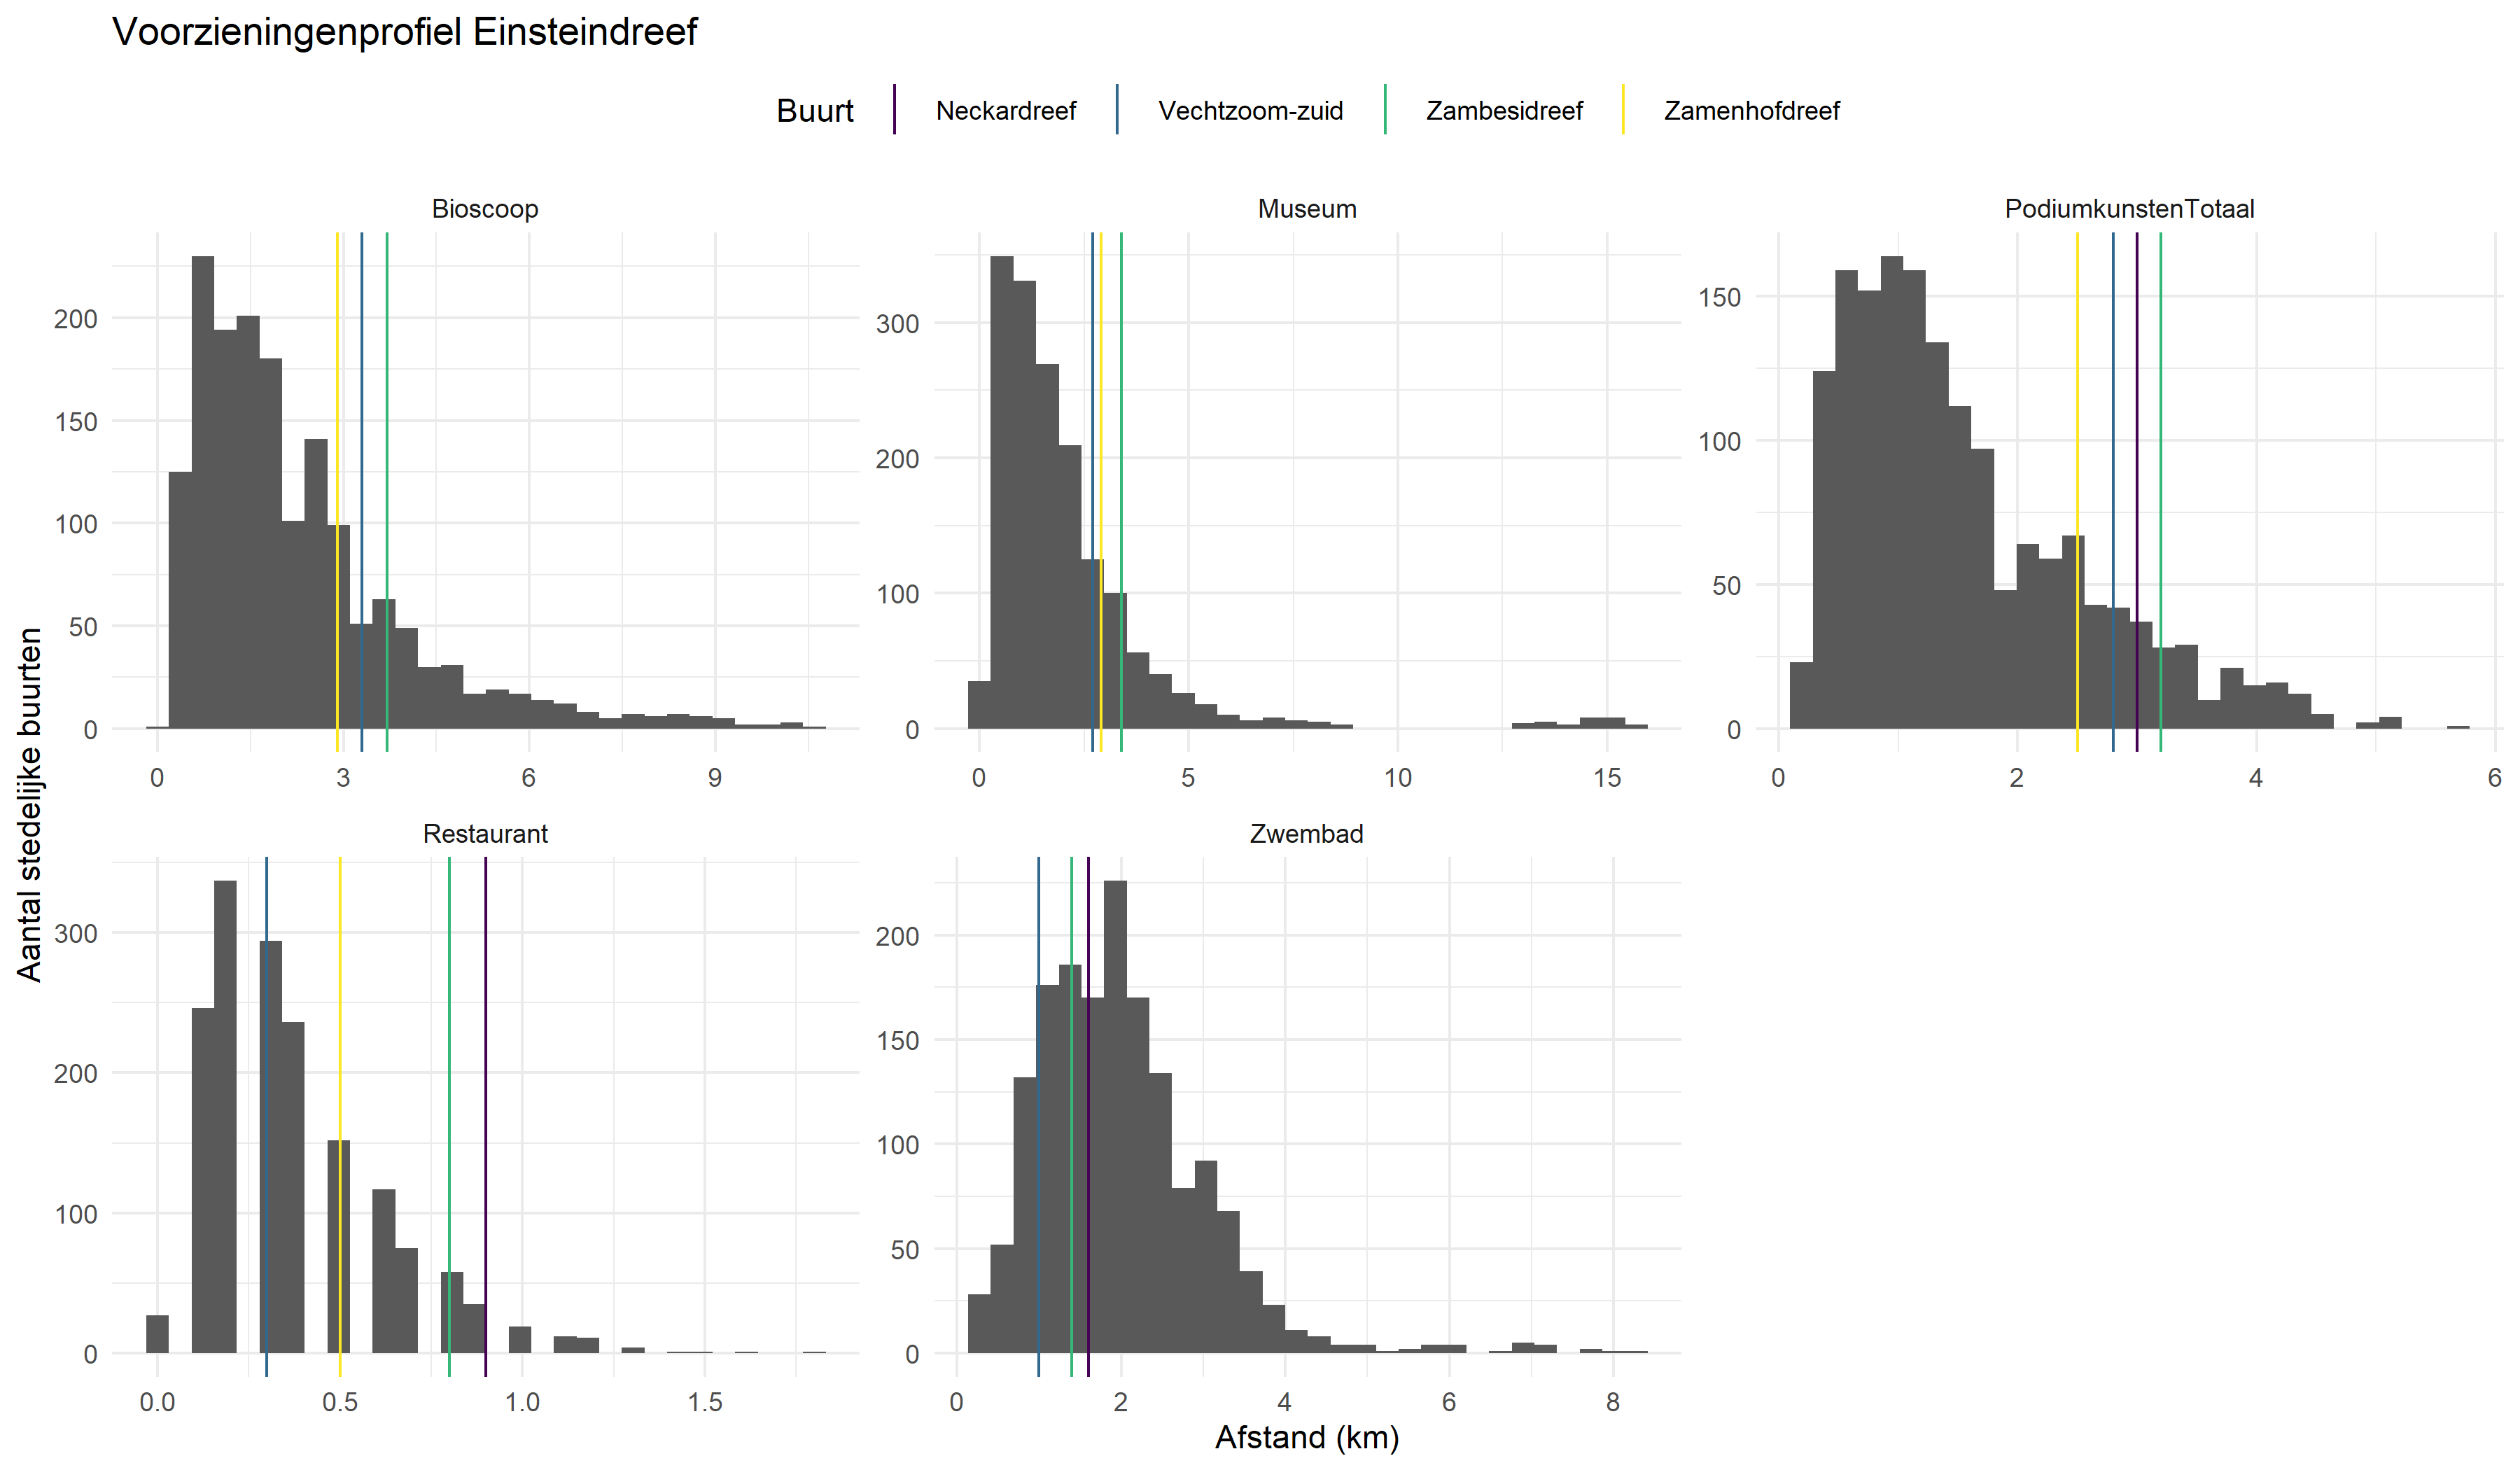 Voorzieningenprofiel Einsteindreef
Buurt Neckardreef Vechtzoom-zuid Zambesidreef Zamenhofdreef
Bioscoop Museum PodiumkunstenTotaal
200
150
100
50
0
0 3 6 9
300
200
100
0
0 5 10 15
150
100
50
0
0 2 4 6
Aantal stedelijke buurten
Restaurant Zwembad
300
200
100
0
0.0 0.5 1.0 1.5
200
150
100
50
0
0 2 4 6 8
Afstand (km)